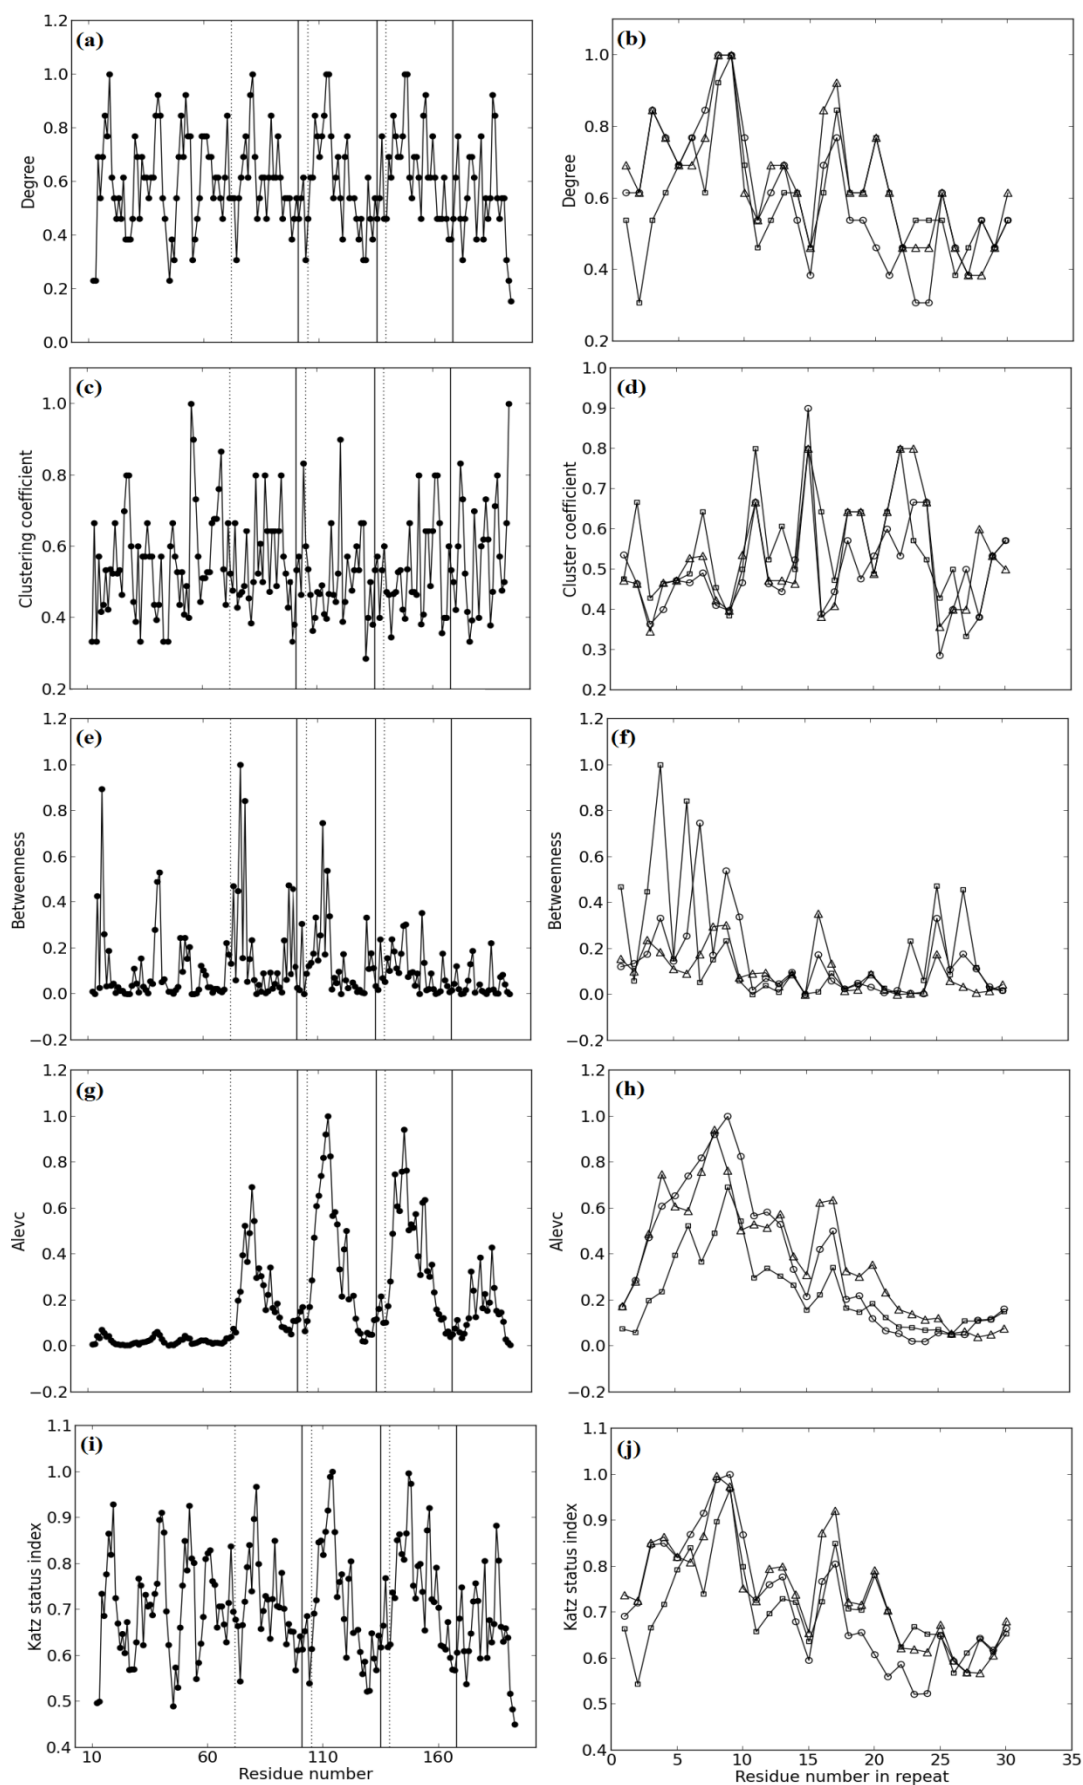 (a)
Degree
1.2
1.0
0.8
0.6
0.4
0.2
0.0
(b)
Degree
1.0
0.8
0.6
0.4
0.2
0 5 10 15 20 25 30 35
(c)
Clustering coefficient
1.0
0.8
0.6
0.4
0.2
(d)
Cluster coefficient
1.0
0.9
0.8
0.7
0.6
0.5
0.4
0.3
0.2
(e)
Betweenness
1.2
1.0
0.8
0.6
0.4
0.2
0.0
−0.2
(f)
Betweenness
1.2
1.0
0.8
0.6
0.4
0.2
0.0
−0.2
(g)
Alevc
1.2
1.0
0.8
0.6
0.4
0.2
0.0
−0.2
(h)
Alevc
1.2
1.0
0.8
0.6
0.4
0.2
0.0
−0.2
(i)
Katz status index
1.1
1.0
0.9
0.8
0.7
0.6
0.5
0.4
10 60 110 160
Residue number
(j)
Katz status index
1.1
1.0
0.9
0.8
0.7
0.6
0.5
0.4
0 5 10 15 20 25 30 35
Residue number in repeat